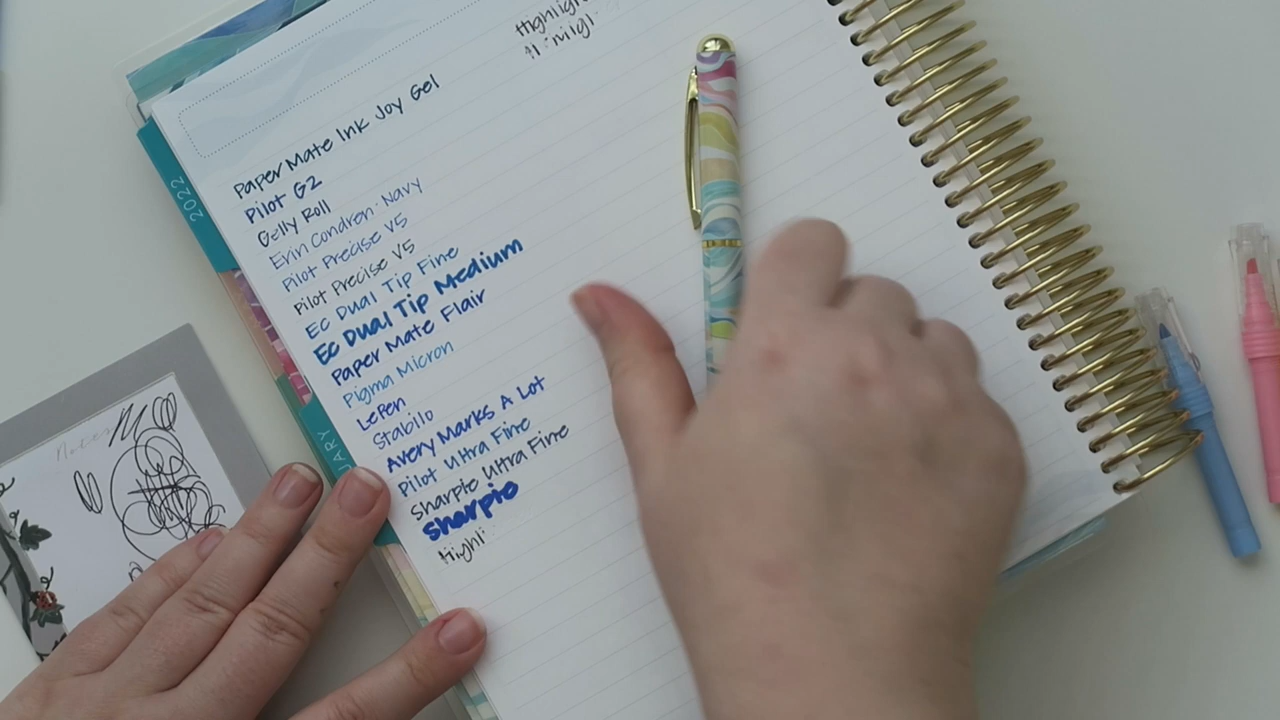 Highlight
Paper Mate Ink Joy Gel
Pilot G2
Gelly Roll
Erin Condren Navy
Pilot Precise V5
Pilot Precise V5
EC Dual Tip Fine
EC Dual Tip Medium
Paper Mate Flair
Pigma Micron
LePen
Stabilo
Avery Marks A Lot
Pilot Ultra Fine
Sharpie Ultra Fine
Sharpie
Highl
2022
Notes